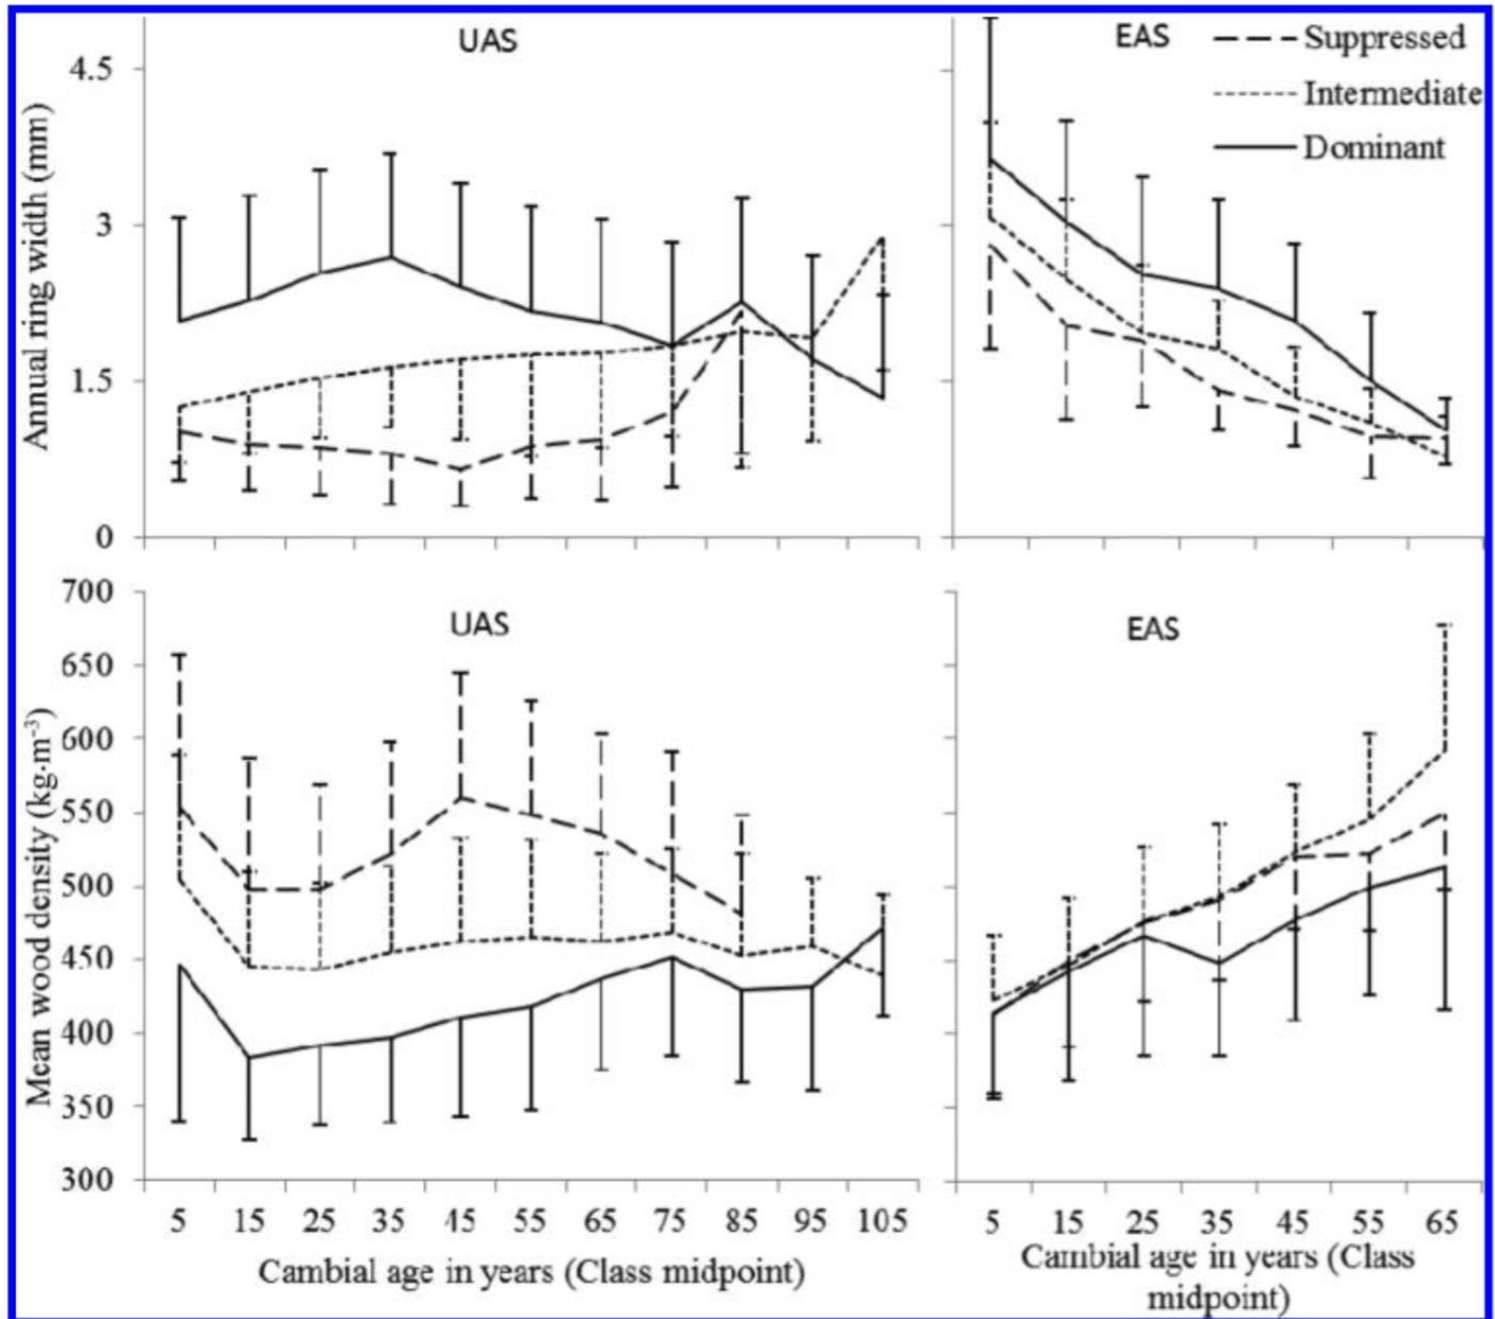 UAS
EAS
Suppressed
Intermediate
Dominant
4.5
3
1.5
0
Annual ring width (mm)
UAS
EAS
700
650
600
550
500
450
400
350
300
Mean wood density (kg·m⁻³)
5 15 25 35 45 55 65 75 85 95 105
5 15 25 35 45 55 65
Cambial age in years (Class midpoint)
Cambial age in years (Class
midpoint)